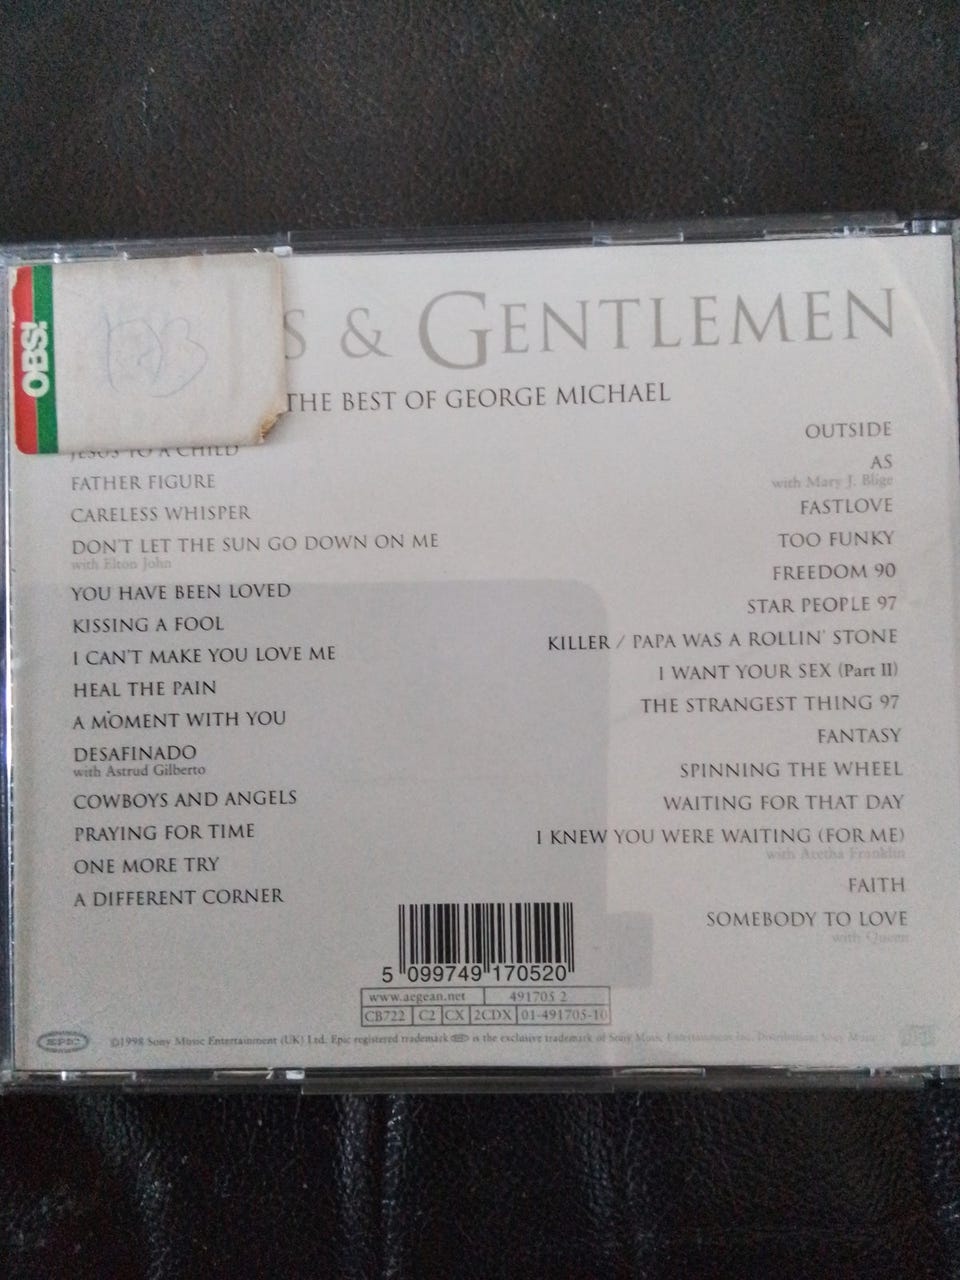 OBS!
S & GENTLEMEN
THE BEST OF GEORGE MICHAEL
JESUS TO A CHILD
FATHER FIGURE
CARELESS WHISPER
DON'T LET THE SUN GO DOWN ON ME
with Elton John
YOU HAVE BEEN LOVED
KISSING A FOOL
I CAN'T MAKE YOU LOVE ME
HEAL THE PAIN
A MOMENT WITH YOU
DESAFINADO
with Astrud Gilberto
COWBOYS AND ANGELS
PRAYING FOR TIME
ONE MORE TRY
A DIFFERENT CORNER
OUTSIDE
AS
with Mary J. Blige
FASTLOVE
TOO FUNKY
FREEDOM 90
STAR PEOPLE 97
KILLER / PAPA WAS A ROLLIN' STONE
I WANT YOUR SEX (Part II)
THE STRANGEST THING 97
FANTASY
SPINNING THE WHEEL
WAITING FOR THAT DAY
I KNEW YOU WERE WAITING (FOR ME)
with Aretha Franklin
FAITH
SOMEBODY TO LOVE
with Queen
5 099749 170520
www.aegean.net 491705 2
CB722 C2 CX 2CDX 01-491705-10
EPIC ©1998 Sony Music Entertainment (UK) Ltd. Epic registered trademark epic is the exclusive trademark of Sony Music Entertainment Inc. Distribution: Sony Music